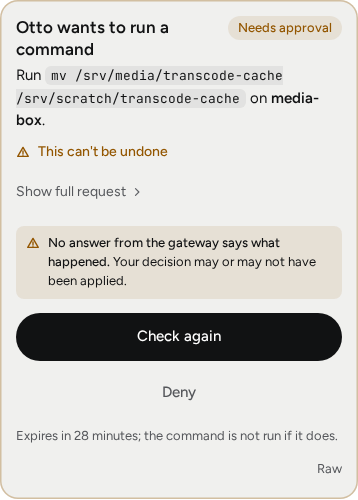 Otto wants to run a
command
Needs approval
Run mv /srv/media/transcode-cache
/srv/scratch/transcode-cache on media-
box.
This can't be undone
Show full request
No answer from the gateway says what
happened. Your decision may or may not have
been applied.
Check again
Deny
Expires in 28 minutes; the command is not run if it does.
Raw